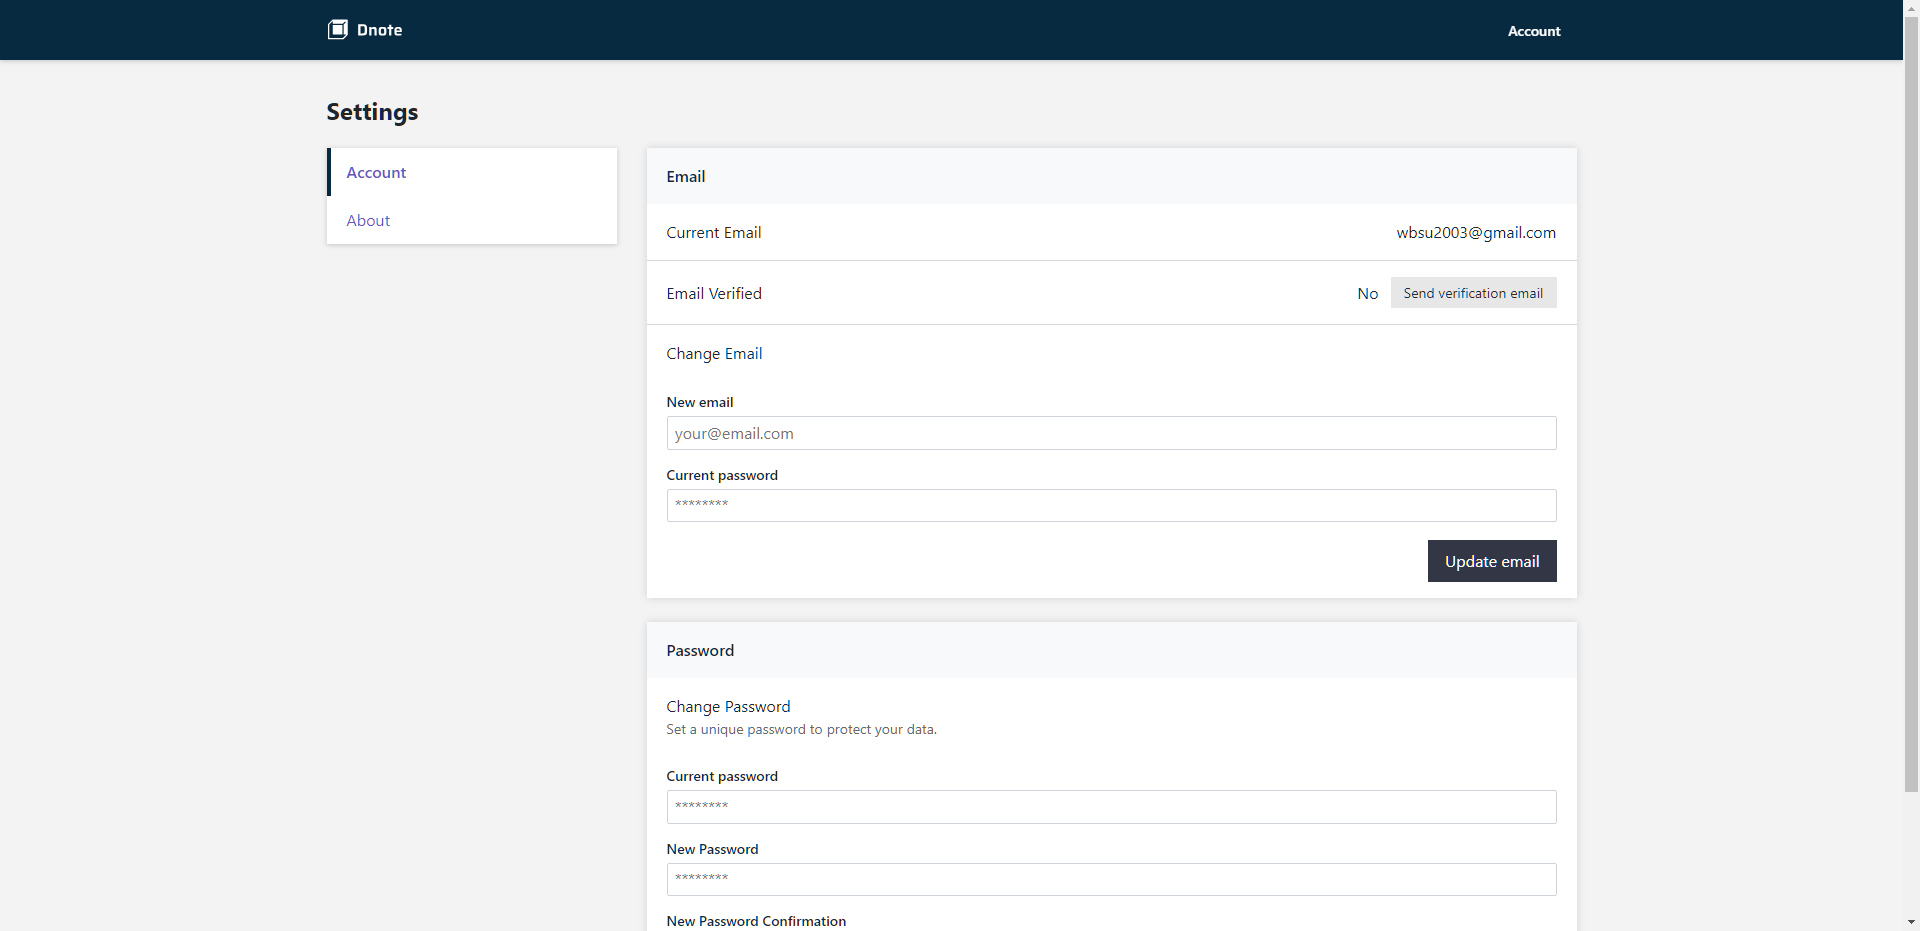 Dnote
Account
Settings
Account
About
Email
Current Email
wbsu2003@gmail.com
Email Verified
No
Send verification email
Change Email
New email
your@email.com
Current password
********
Update email
Password
Change Password
Set a unique password to protect your data.
Current password
********
New Password
********
New Password Confirmation